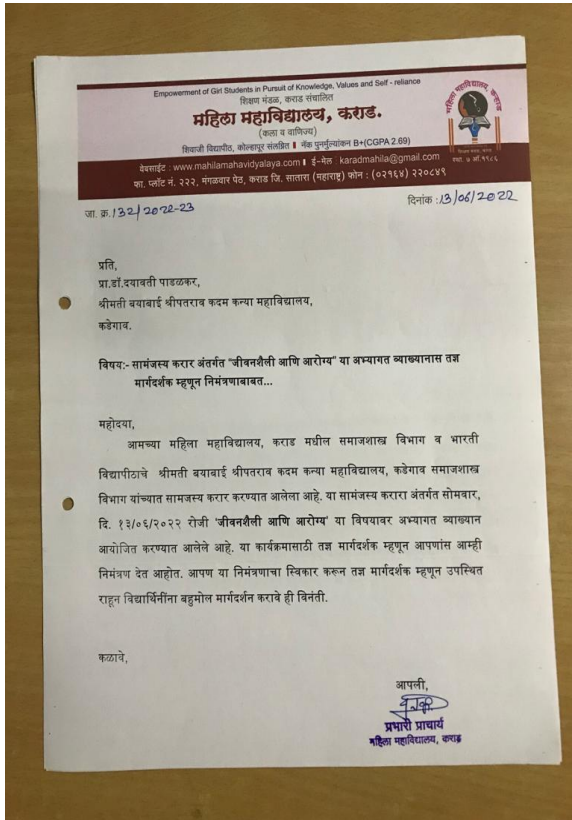 Empowerment of Girl Students in Pursuit of Knowledge, Values and Self - reliance
शिक्षण मंडळ, कराड संचालित
महिला महाविद्यालय, कराड.
(कला व वाणिज्य)
शिवाजी विद्यापीठ, कोल्हापूर संलग्नित ▌ नॅक पुनर्मुल्यांकन B+(CGPA 2.69)
वेबसाईट : www.mahilamahavidyalaya.com ▌ ई-मेल : karadmahila@gmail.com
फा. प्लॉट नं. २२२, मंगळवार पेठ, कराड जि. सातारा (महाराष्ट्र) फोन : (०२१६४) २२०८४९
महिला महाविद्यालय, कराड
स्था. ७ ऑ. १९८६
जा. क्र. 132/2022-23
दिनांक : 13/06/2022
प्रति,
प्रा.डॉ.दयावती पाडळकर,
श्रीमती बयाबाई श्रीपतराव कदम कन्या महाविद्यालय,
कडेगाव.
विषय:- सामंजस्य करार अंतर्गत "जीवनशैली आणि आरोग्य" या अभ्यागत व्याख्यानास तज्ञ
मार्गदर्शक म्हणून निमंत्रणाबाबत...
महोदया,
आमच्या महिला महाविद्यालय, कराड मधील समाजशास्त्र विभाग व भारती
विद्यापीठाचे श्रीमती बयाबाई श्रीपतराव कदम कन्या महाविद्यालय, कडेगाव समाजशास्त्र
विभाग यांच्यात सामजस्य करार करण्यात आलेला आहे. या सामंजस्य करारा अंतर्गत सोमवार,
दि. १३/०६/२०२२ रोजी 'जीवनशैली आणि आरोग्य' या विषयावर अभ्यागत व्याख्यान
आयोजित करण्यात आलेले आहे. या कार्यक्रमासाठी तज्ञ मार्गदर्शक म्हणून आपणांस आम्ही
निमंत्रण देत आहोत. आपण या निमंत्रणाचा स्विकार करून तज्ञ मार्गदर्शक म्हणून उपस्थित
राहून विद्यार्थिनींना बहुमोल मार्गदर्शन करावे ही विनंती.
कळावे,
आपली,
प्रभारी प्राचार्य
महिला महाविद्यालय, कराड